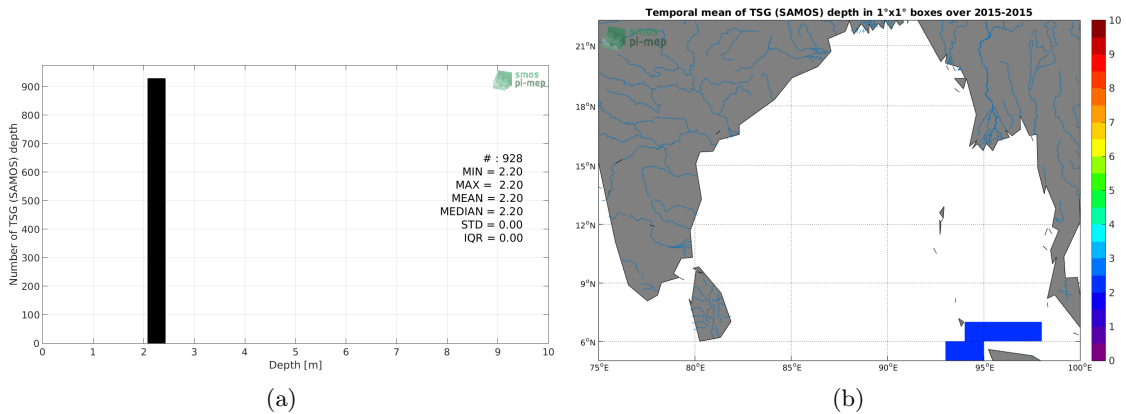 smos
pi-mep
Number of TSG (SAMOS) depth
900
800
700
600
500
400
300
200
100
0
# : 928
MIN = 2.20
MAX = 2.20
MEAN = 2.20
MEDIAN = 2.20
STD = 0.00
IQR = 0.00
0 1 2 3 4 5 6 7 8 9 10
Depth [m]
(a)
Temporal mean of TSG (SAMOS) depth in 1°x1° boxes over 2015-2015
smos
pi-mep
21°N
18°N
15°N
12°N
9°N
6°N
75°E 80°E 85°E 90°E 95°E 100°E
10
9
8
7
6
5
4
3
2
1
0
(b)